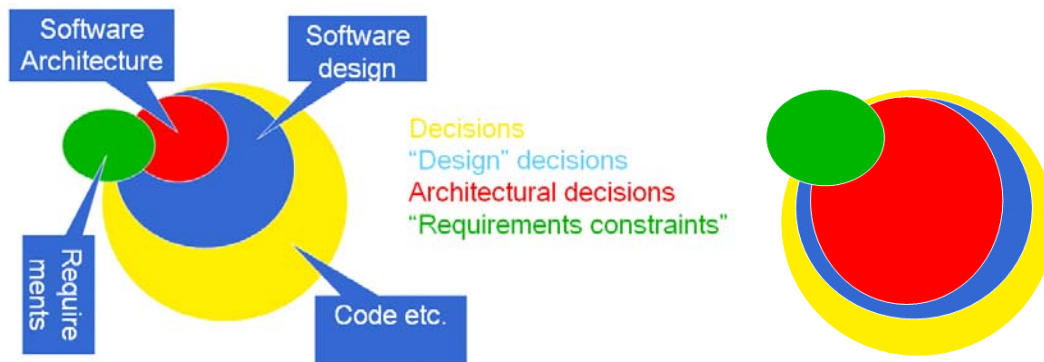 Software
Architecture
Software
design
Decisions
“Design” decisions
Architectural decisions
“Requirements constraints”
Require
ments
Code etc.